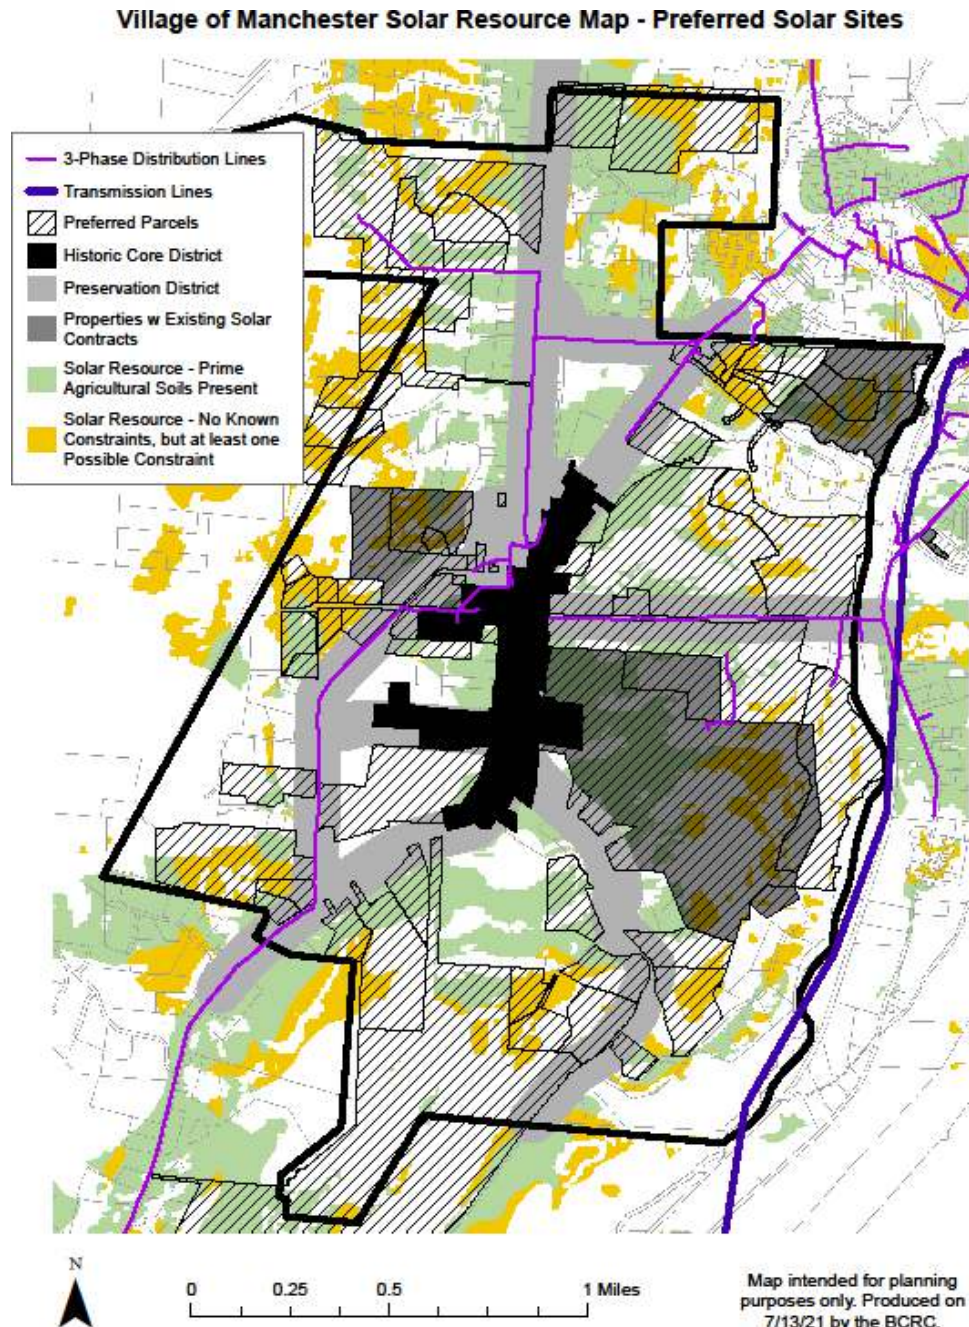 Village of Manchester Solar Resource Map - Preferred Solar Sites
3-Phase Distribution Lines
Transmission Lines
Preferred Parcels
Historic Core District
Preservation District
Properties w Existing Solar
Contracts
Solar Resource - Prime
Agricultural Soils Present
Solar Resource - No Known
Constraints, but at least one
Possible Constraint
N
0 0.25 0.5 1 Miles
Map intended for planning
purposes only. Produced on
7/13/21 by the BCRC.